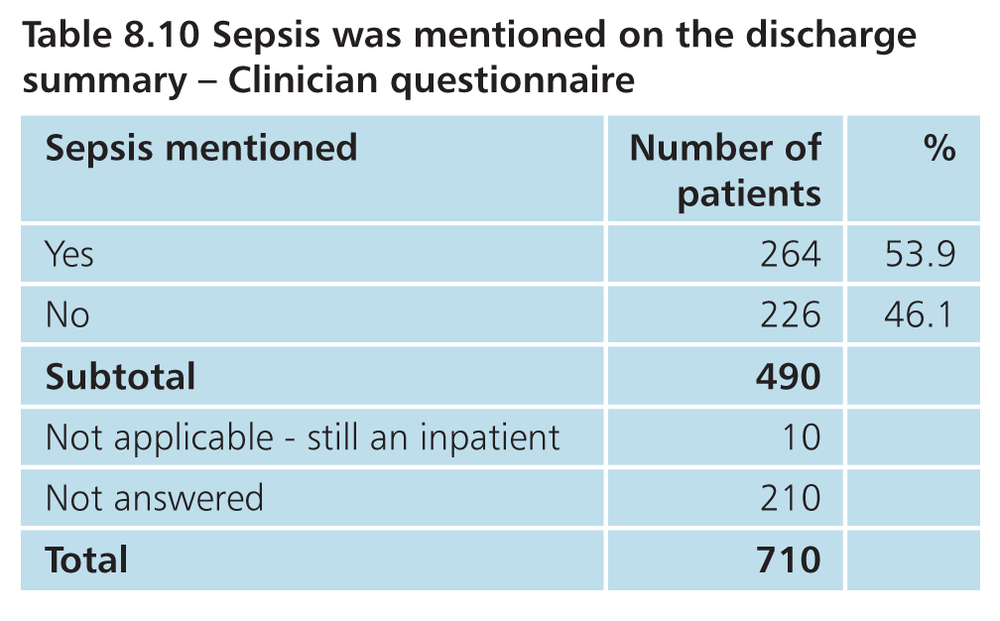 Table 8.10 Sepsis was mentioned on the discharge
summary – Clinician questionnaire
Sepsis mentioned Number of %
patients
Yes 264 53.9
No 226 46.1
Subtotal 490
Not applicable - still an inpatient 10
Not answered 210
Total 710